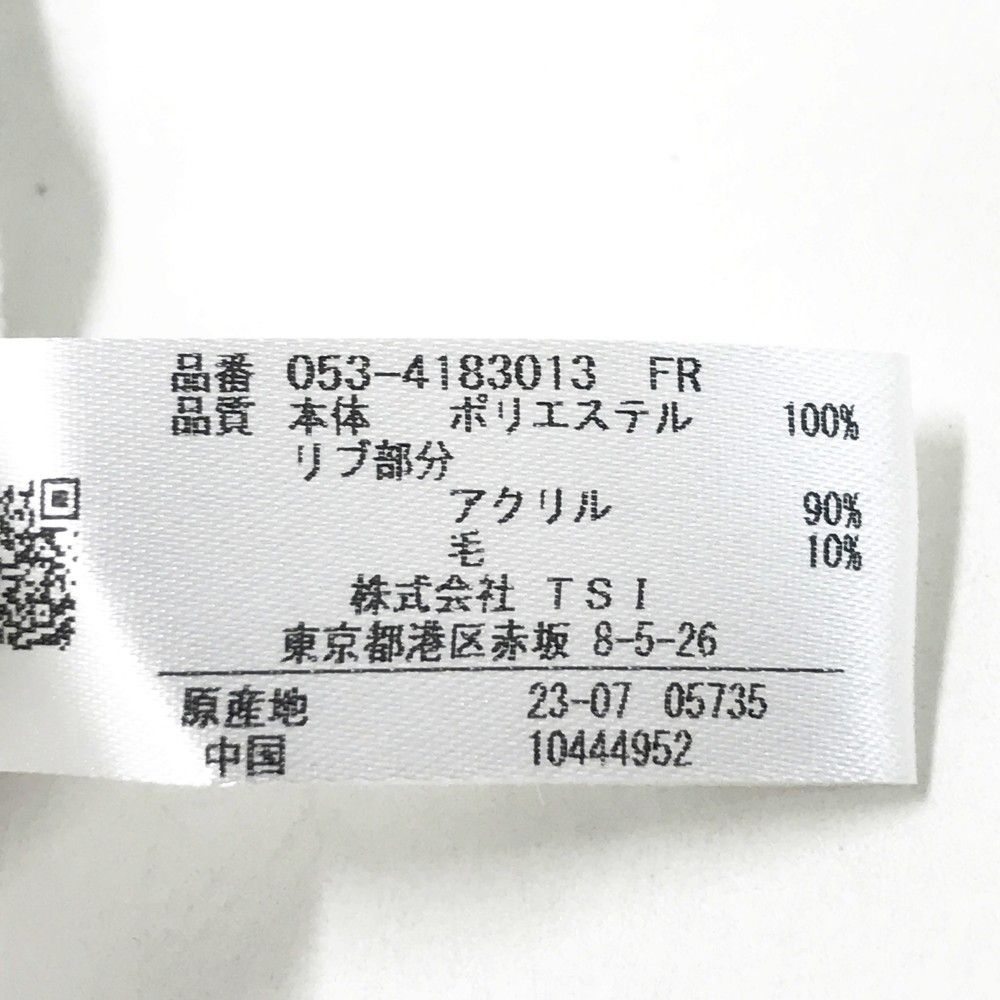 品番 053-4183013 FR
品質 本体 ポリエステル 100%
リブ部分
アクリル 90%
毛 10%
株式会社 TSI
東京都港区赤坂 8-5-26
原産地 23-07 05735
中国 10444952